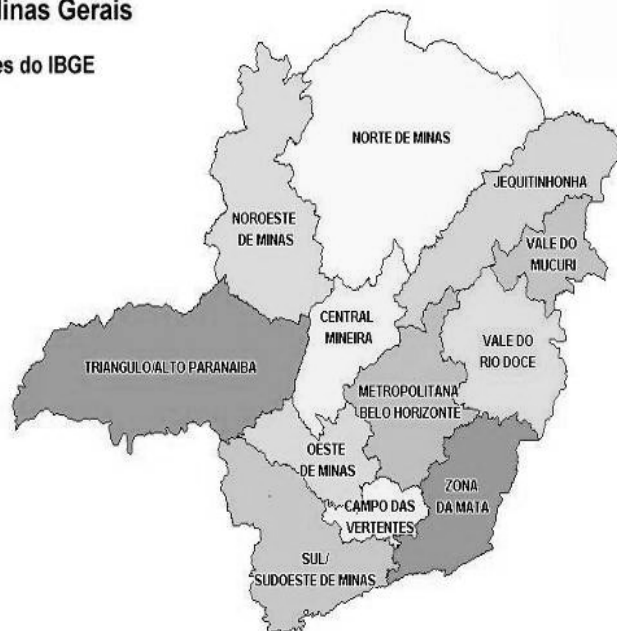 Minas Gerais
es do IBGE
NORTE DE MINAS
JEQUITINHONHA
NOROESTE
DE MINAS
VALE DO
MUCURI
CENTRAL
MINEIRA
VALE DO
RIO DOCE
TRIANGULO/ALTO PARANAIBA
METROPOLITANA
BELO HORIZONTE
OESTE
DE MINAS
ZONA
DA MATA
CAMPO DAS
VERTENTES
SUL/
SUDOESTE DE MINAS